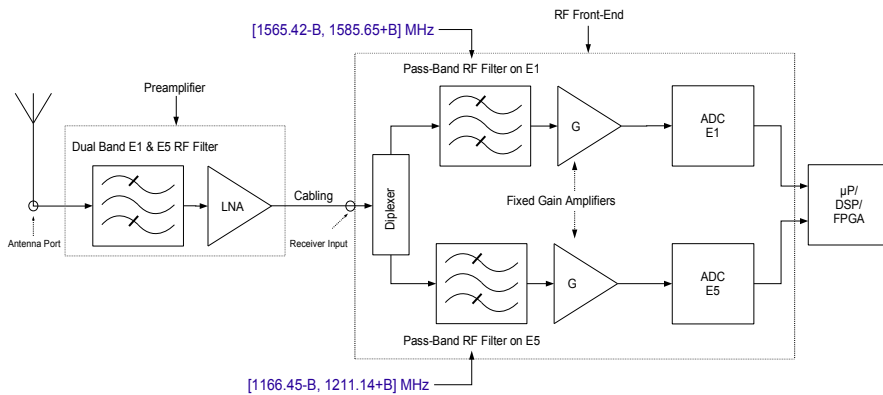 [1565.42-B, 1585.65+B] MHz
RF Front-End
Pass-Band RF Filter on E1
Preamplifier
Dual Band E1 & E5 RF Filter
G
ADC
E1
LNA
Cabling
Diplexer
Fixed Gain Amplifiers
µP/
DSP/
FPGA
Antenna Port
Receiver Input
G
ADC
E5
Pass-Band RF Filter on E5
[1166.45-B, 1211.14+B] MHz